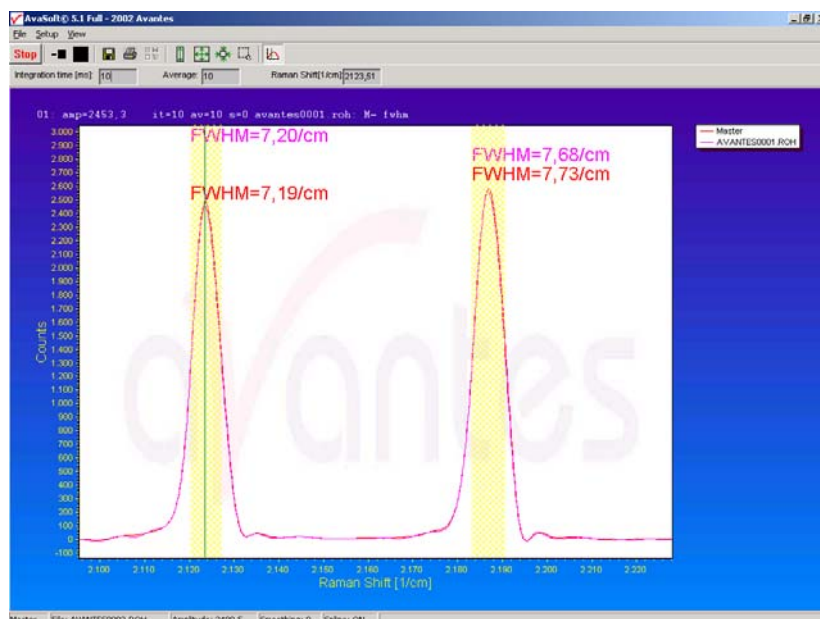 AvaSoft© 5.1 Full - 2002 Avantes
File Setup View
Stop
Integration time [ms]: 10 Average: 10 Raman Shift[1/cm] 2123,51
01: amp=2453,3 it=10 av=10 s=0 avantes0001.roh: M- fwhm
Master
AVANTES0001.ROH
FWHM=7,20/cm
FWHM=7,68/cm
FWHM=7,73/cm
FWHM=7,19/cm
3.000
2.900
2.800
2.700
2.600
2.500
2.400
2.300
2.200
2.100
2.000
1.900
1.800
1.700
1.600
1.500
1.400
1.300
1.200
1.100
1.000
900
800
700
600
500
400
300
200
100
0
-100
Counts
avantes
2.100 2.110 2.120 2.130 2.140 2.150 2.160 2.170 2.180 2.190 2.200 2.210 2.220
Raman Shift [1/cm]